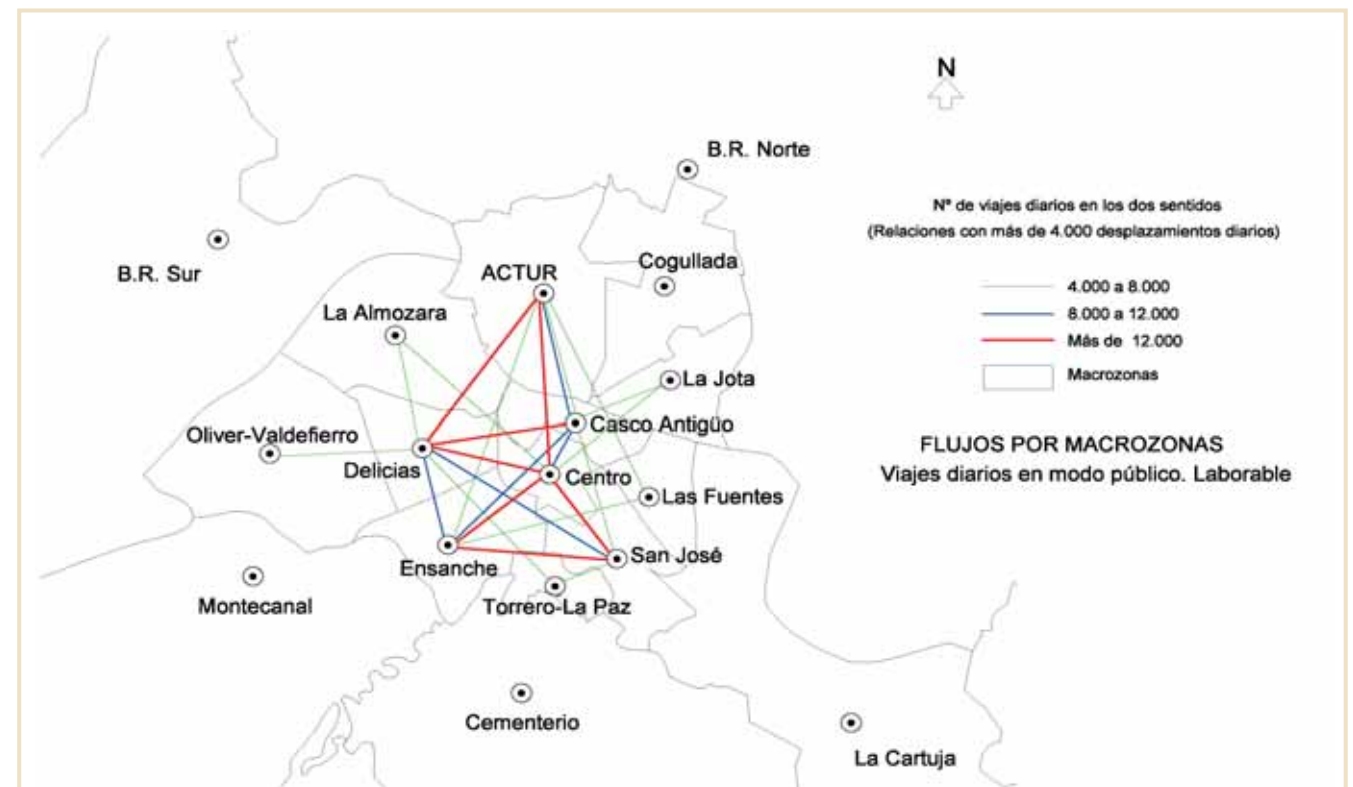 N
B.R. Norte
Nº de viajes diarios en los dos sentidos
(Relaciones con más de 4.000 desplazamientos diarios)
B.R. Sur
Cogullada
ACTUR
4.000 a 8.000
La Almozara
8.000 a 12.000
Más de 12.000
Macrozonas
La Jota
Casco Antigüo
Oliver-Valdefierro
FLUJOS POR MACROZONAS
Delicias
Centro
Viajes diarios en modo público. Laborable
Las Fuentes
San José
Ensanche
Montecanal
Torrero-La Paz
Cementerio
La Cartuja